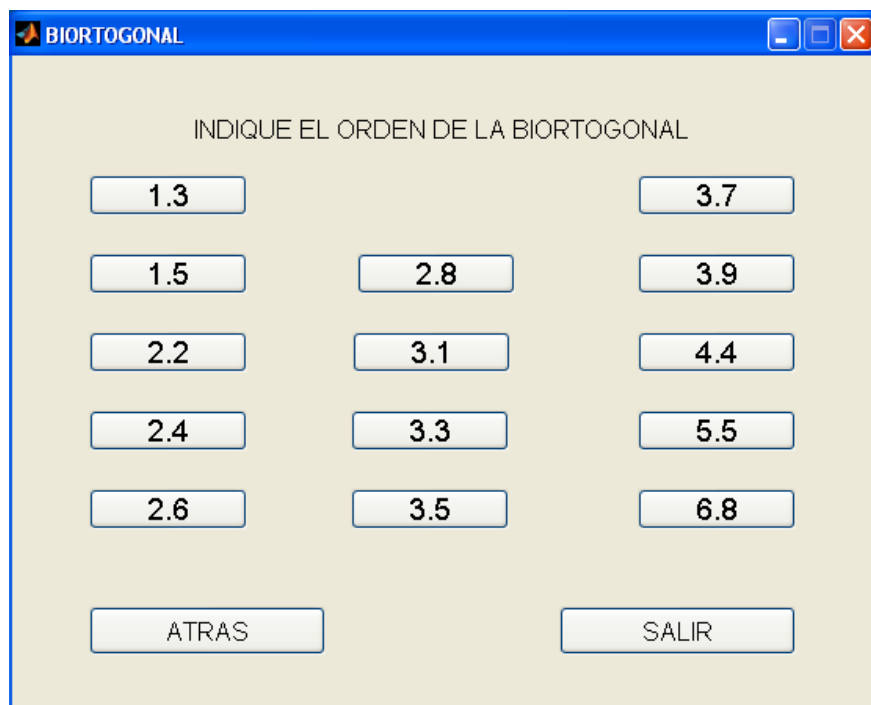 BIORTOGONAL
INDIQUE EL ORDEN DE LA BIORTOGONAL
1.3 3.7
1.5 2.8 3.9
2.2 3.1 4.4
2.4 3.3 5.5
2.6 3.5 6.8
ATRAS SALIR